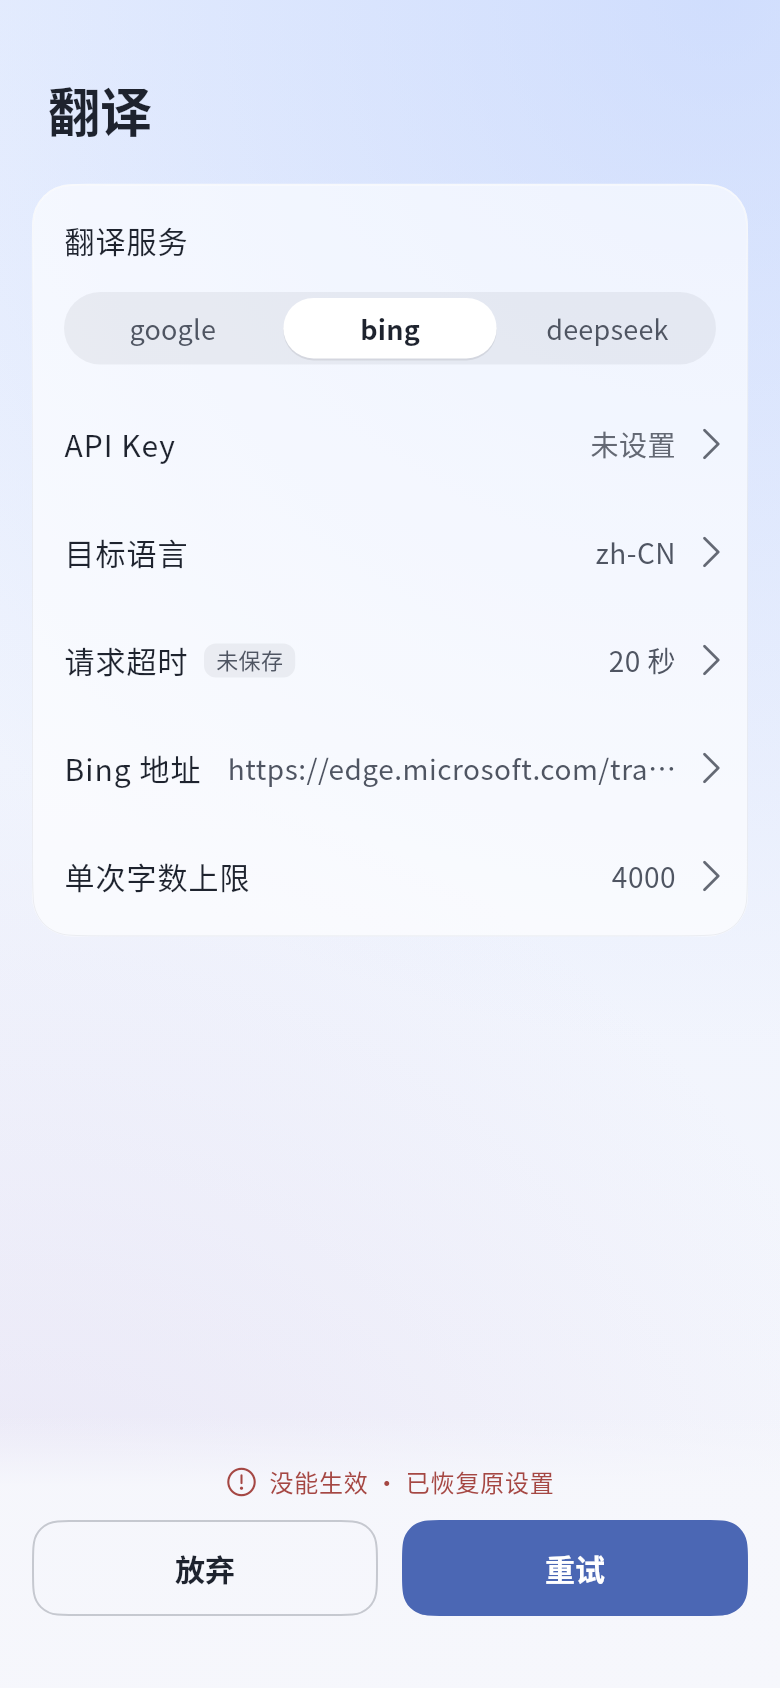 翻译
翻译服务
google bing deepseek
API Key 未设置
目标语言 zh-CN
请求超时 未保存 20 秒
Bing 地址 https://edge.microsoft.com/tra…
单次字数上限 4000
没能生效 · 已恢复原设置
放弃 重试